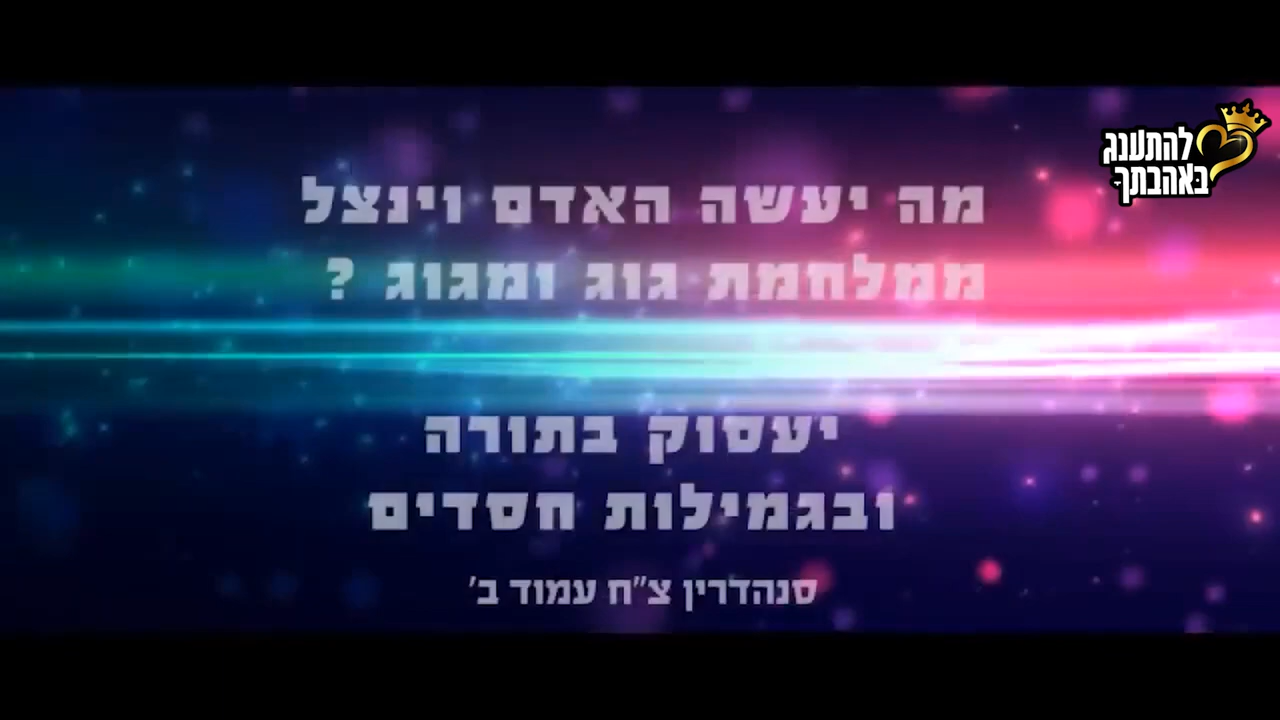 להתענג
באהבתך
מה יעשה האדם וינצל
ממלחמת גוג ומגוג ?
יעסוק בתורה
ובגמילות חסדים
סנהדרין צ"ח עמוד ב'